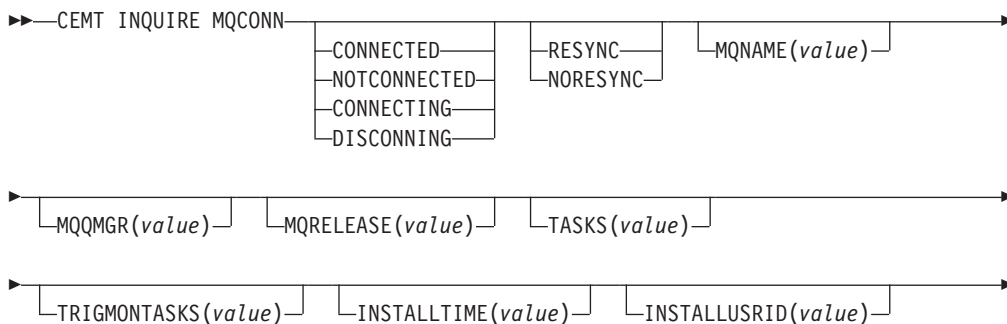 CEMT INQUIRE MQCONN
CONNECTED
NOTCONNECTED
CONNECTING
DISCONNING
RESYNC
NORESYNC
MQNAME(value)
MQQMGR(value)
MQRELEASE(value)
TASKS(value)
TRIGMONTASKS(value)
INSTALLTIME(value)
INSTALLUSRID(value)